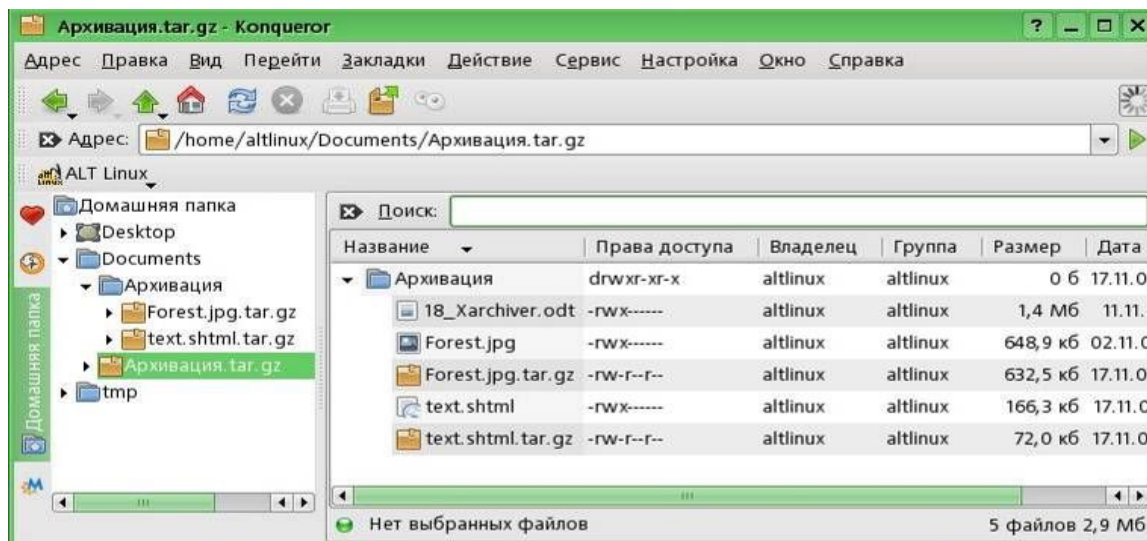 Архивация.tar.gz - Konqueror
Адрес Правка Вид Перейти Закладки Действие Сервис Настройка Окно Справка
Адрес: /home/altlinux/Documents/Архивация.tar.gz
ALT Linux
Домашняя папка
Домашняя папка
Desktop
Documents
Архивация
Forest.jpg.tar.gz
text.shtml.tar.gz
Архивация.tar.gz
tmp
Поиск:
Название Права доступа Владелец Группа Размер Дата
Архивация drwxr-xr-x altlinux altlinux 0 б 17.11.0
18_Xarchiver.odt -rwx------ altlinux altlinux 1,4 Мб 11.11.
Forest.jpg -rwx------ altlinux altlinux 648,9 кб 02.11.0
Forest.jpg.tar.gz -rw-r--r-- altlinux altlinux 632,5 кб 17.11.0
text.shtml -rwx------ altlinux altlinux 166,3 кб 17.11.0
text.shtml.tar.gz -rw-r--r-- altlinux altlinux 72,0 кб 17.11.0
Нет выбранных файлов 5 файлов 2,9 Мб